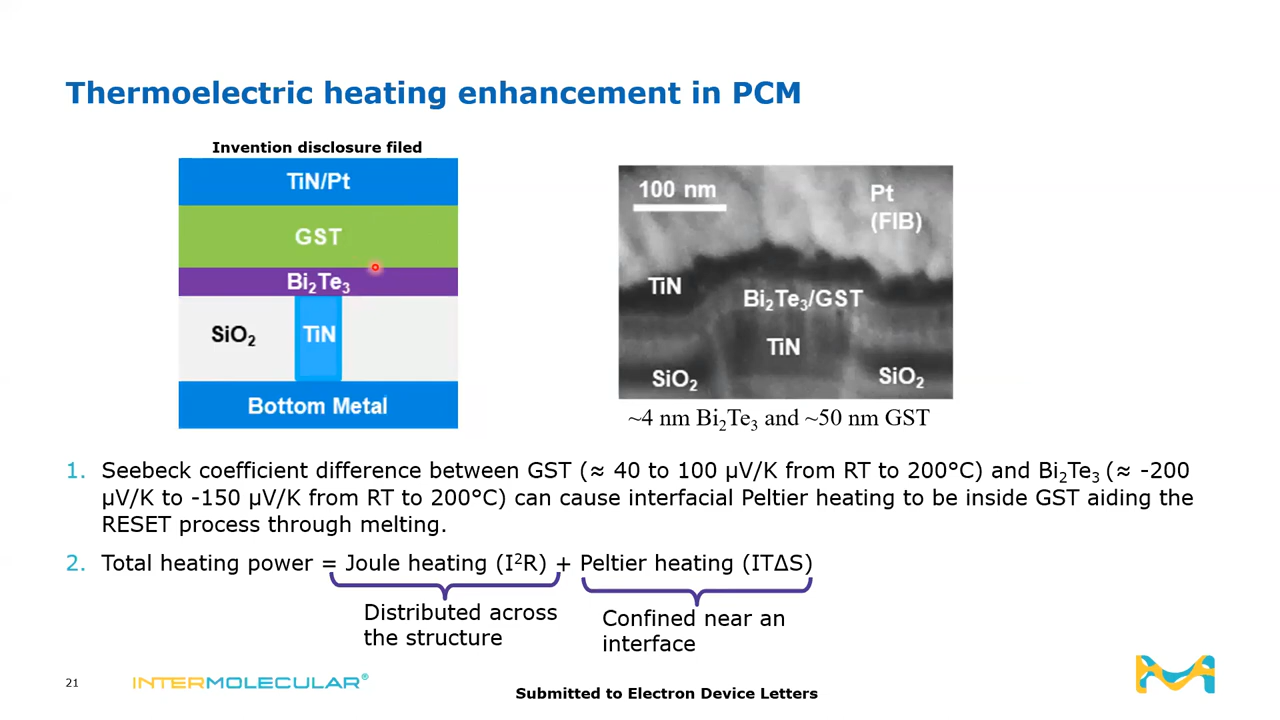 Thermoelectric heating enhancement in PCM
Invention disclosure filed
TiN/Pt
GST
Bi₂Te₃
SiO₂
TiN
Bottom Metal
100 nm
Pt
(FIB)
TiN
Bi₂Te₃/GST
TiN
SiO₂
SiO₂
~4 nm Bi₂Te₃ and ~50 nm GST
1. Seebeck coefficient difference between GST (≈ 40 to 100 µV/K from RT to 200°C) and Bi₂Te₃ (≈ -200
µV/K to -150 µV/K from RT to 200°C) can cause interfacial Peltier heating to be inside GST aiding the
RESET process through melting.
2. Total heating power = Joule heating (I²R) + Peltier heating (IT∆S)
Distributed across
the structure
Confined near an
interface
21
INTERMOLECULAR®
Submitted to Electron Device Letters